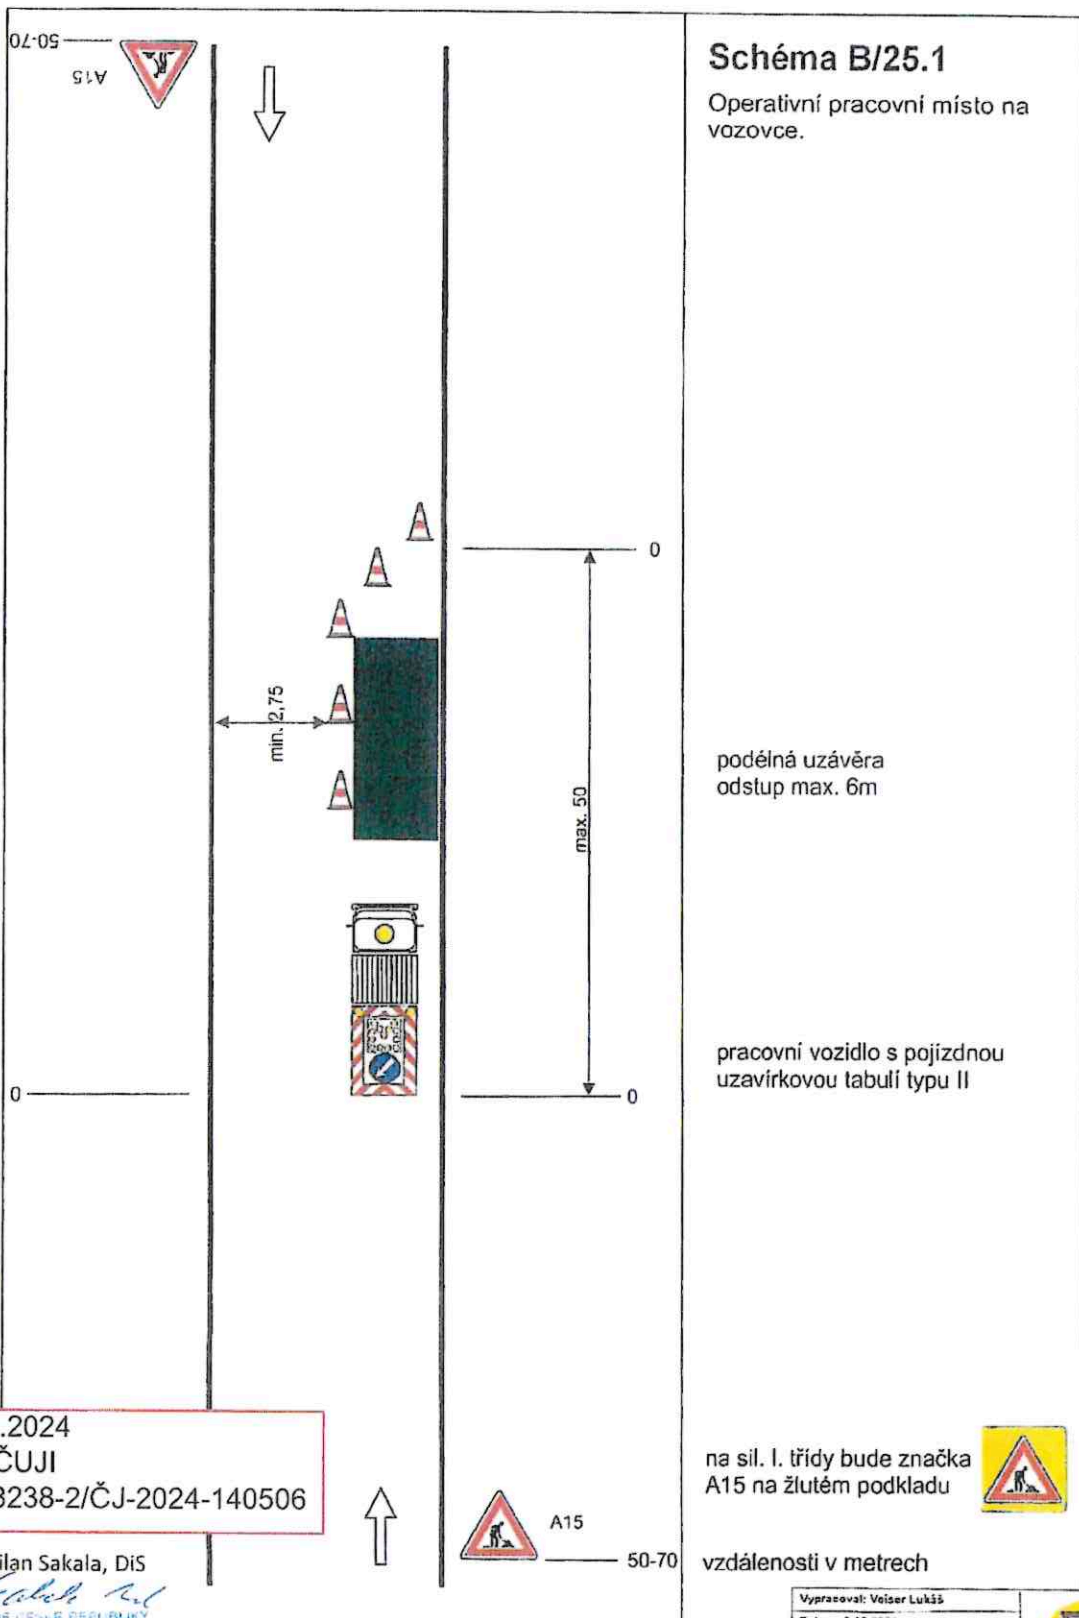 50-70
A15
Schéma B/25.1
Operativní pracovní místo na
vozovce.
0
min. 2,75
podélná uzávěra
odstup max. 6m
max. 50
pracovní vozidlo s pojízdnou
uzavírkovou tabulí typu II
0
0
.2024
ČUJI
3238-2/ČJ-2024-140506
na sil. I. třídy bude značka
A15 na žlutém podkladu
A15
50-70
vzdálenosti v metrech
ilan Sakala, DiS
Vypracoval: Veiser Lukáš